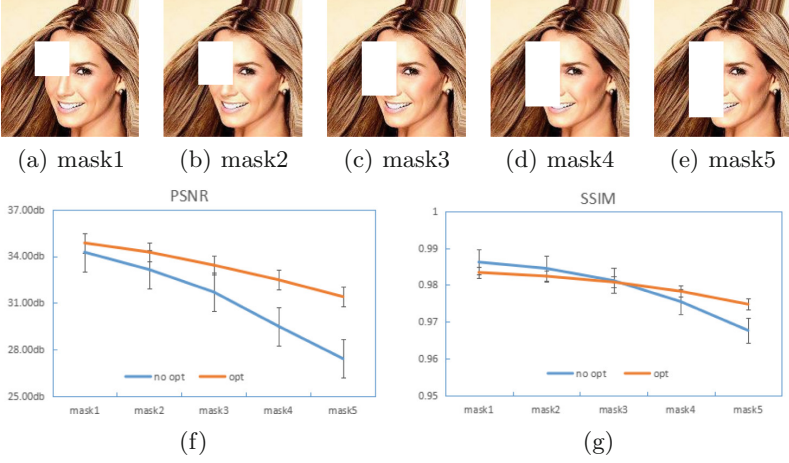 (a) mask1 (b) mask2 (c) mask3 (d) mask4 (e) mask5
PSNR
37.00db
34.00db
31.00db
28.00db
25.00db
no opt opt
mask1 mask2 mask3 mask4 mask5
(f)
SSIM
1
0.99
0.98
0.97
0.96
0.95
no opt opt
mask1 mask2 mask3 mask4 mask5
(g)